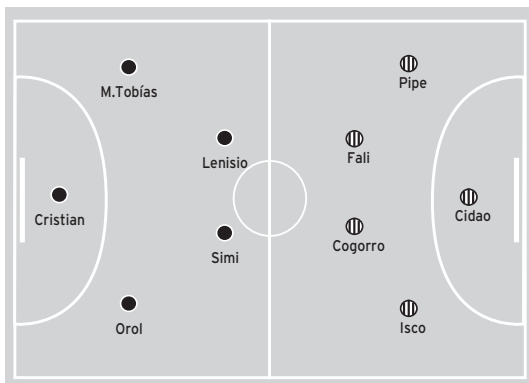 M.Tobías
Pipe
Lenisio
Fali
Cristian
Cidao
Simi
Cogorro
Orol
Isco